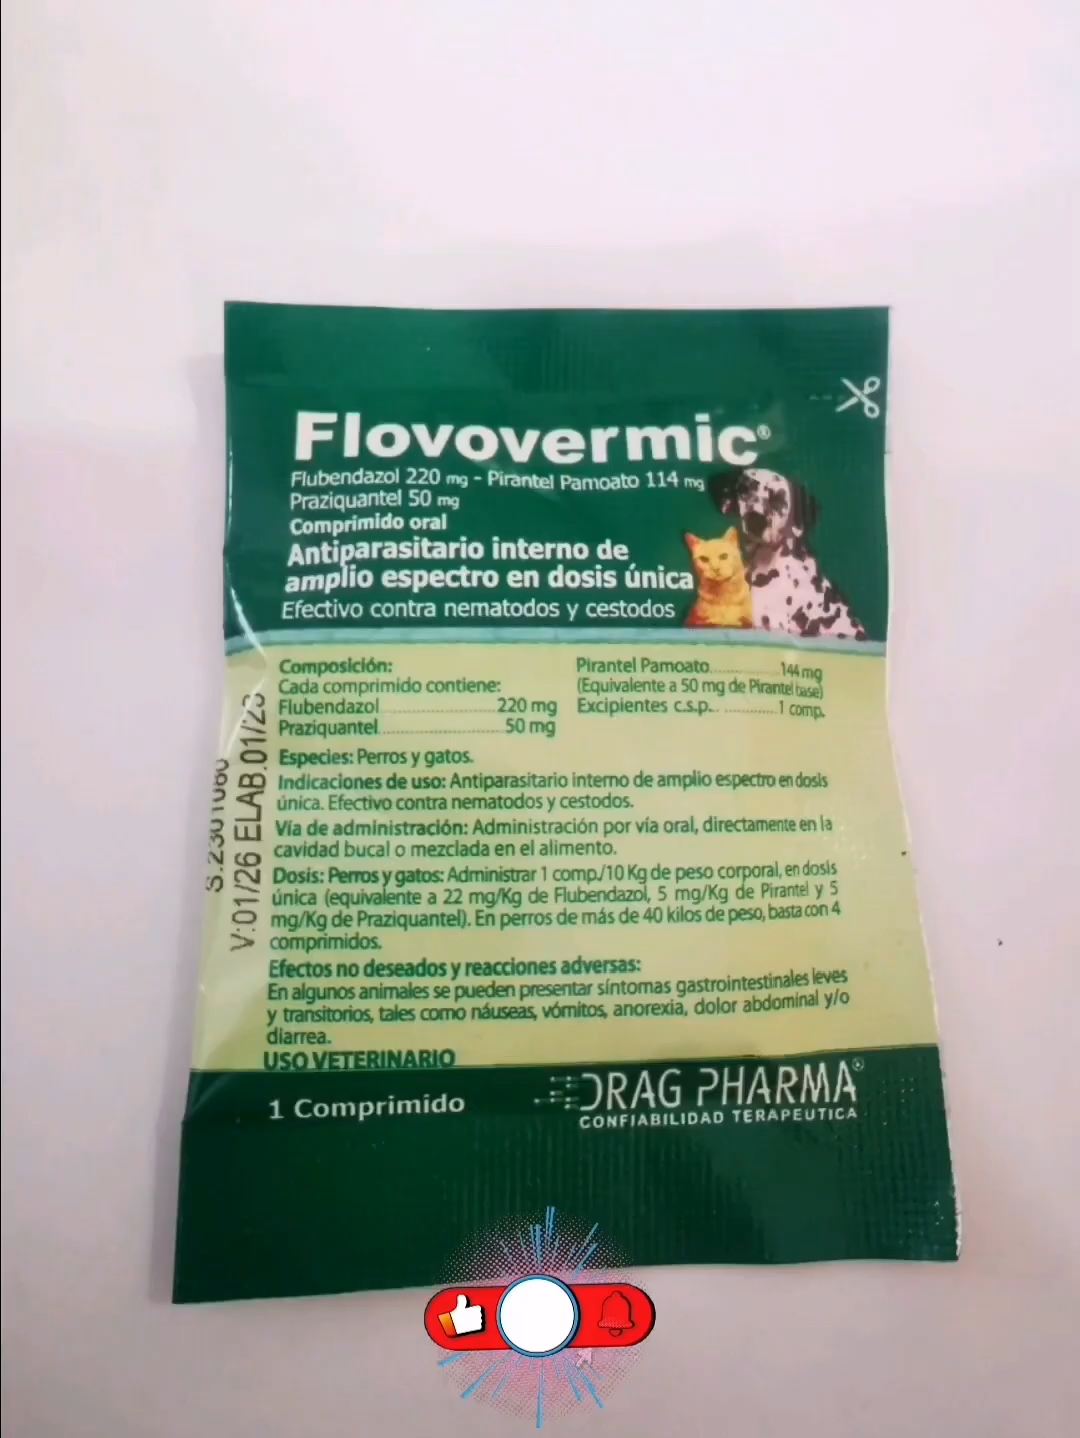 Flovovermic®
Flubendazol 220 mg - Pirantel Pamoato 114 mg
Praziquantel 50 mg
Comprimido oral
Antiparasitario interno de
amplio espectro en dosis única
Efectivo contra nematodos y cestodos
Composición:
Cada comprimido contiene:
Flubendazol..........................220 mg
Praziquantel..........................50 mg
Pirantel Pamoato................144 mg
(Equivalente a 50 mg de Pirantel base)
Excipientes c.s.p.............1 comp.
Especies: Perros y gatos.
Indicaciones de uso: Antiparasitario interno de amplio espectro en dosis
única. Efectivo contra nematodos y cestodos.
Vía de administración: Administración por vía oral, directamente en la
cavidad bucal o mezclada en el alimento.
Dosis: Perros y gatos: Administrar 1 comp./10 Kg de peso corporal, en dosis
única (equivalente a 22 mg/Kg de Flubendazol, 5 mg/Kg de Pirantel y 5
mg/Kg de Praziquantel). En perros de más de 40 kilos de peso, basta con 4
comprimidos.
Efectos no deseados y reacciones adversas:
En algunos animales se pueden presentar síntomas gastrointestinales leves
y transitorios, tales como náuseas, vómitos, anorexia, dolor abdominal y/o
diarrea.
USO VETERINARIO
1 Comprimido
DRAG PHARMA®
CONFIABILIDAD TERAPEUTICA
V:01/26 ELAB.01/23